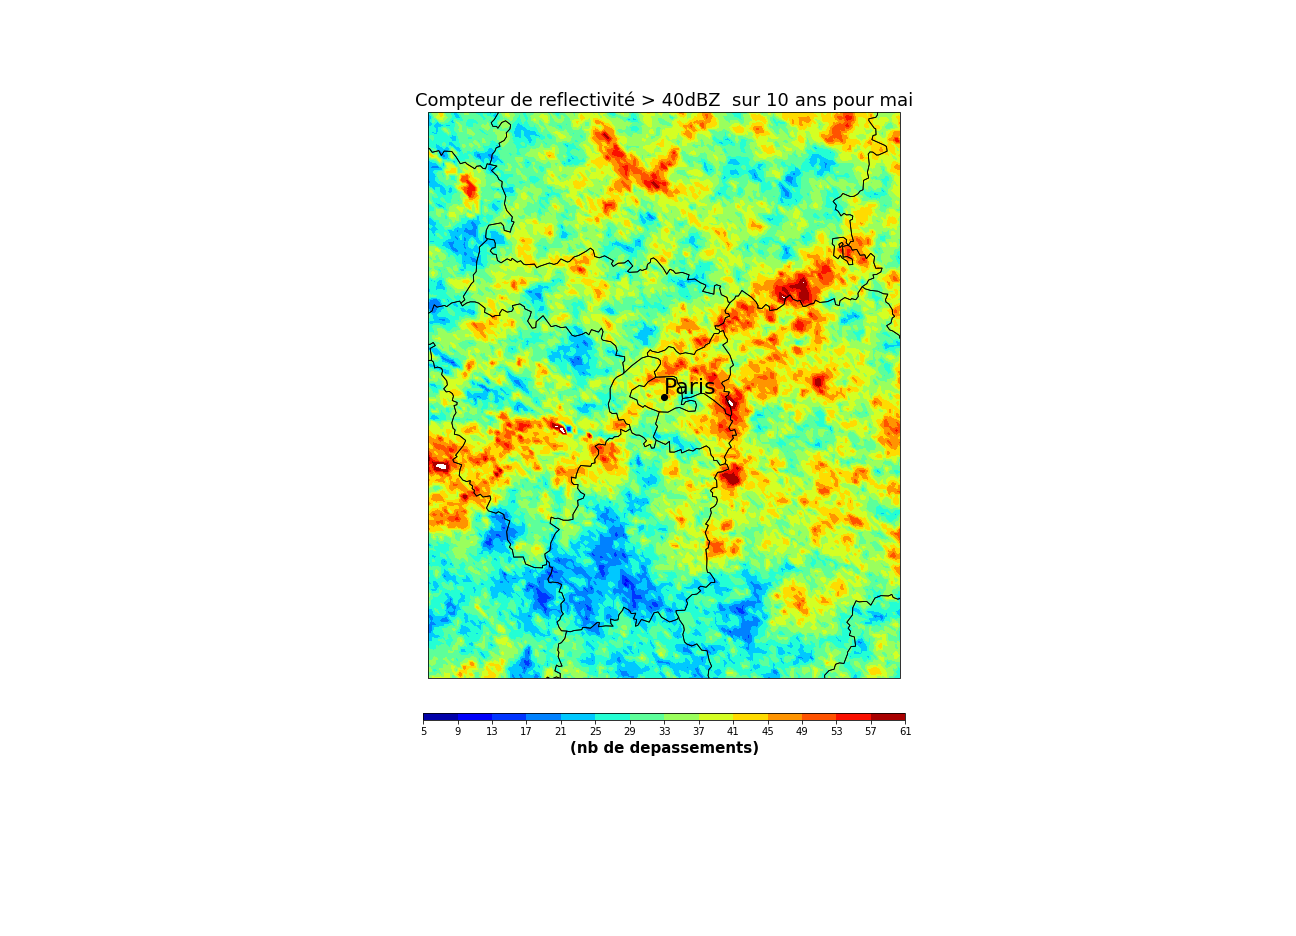 Compteur de reflectivité > 40dBZ  sur 10 ans pour mai
Paris
5 9 13 17 21 25 29 33 37 41 45 49 53 57 61
(nb de depassements)